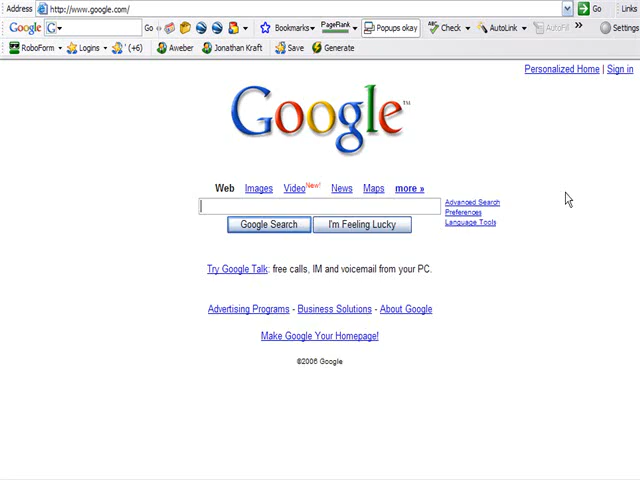 Address http://www.google.com/ Go Links
Google G Go Bookmarks PageRank Popups okay Check AutoLink AutoFill Settings
RoboForm Logins (+6) Aweber Jonathan Kraft Save Generate
Personalized Home | Sign in
Google™
Web Images Video New! News Maps more »
Advanced Search
Preferences
Language Tools
Google Search I'm Feeling Lucky
Try Google Talk: free calls, IM and voicemail from your PC.
Advertising Programs - Business Solutions - About Google
Make Google Your Homepage!
©2006 Google